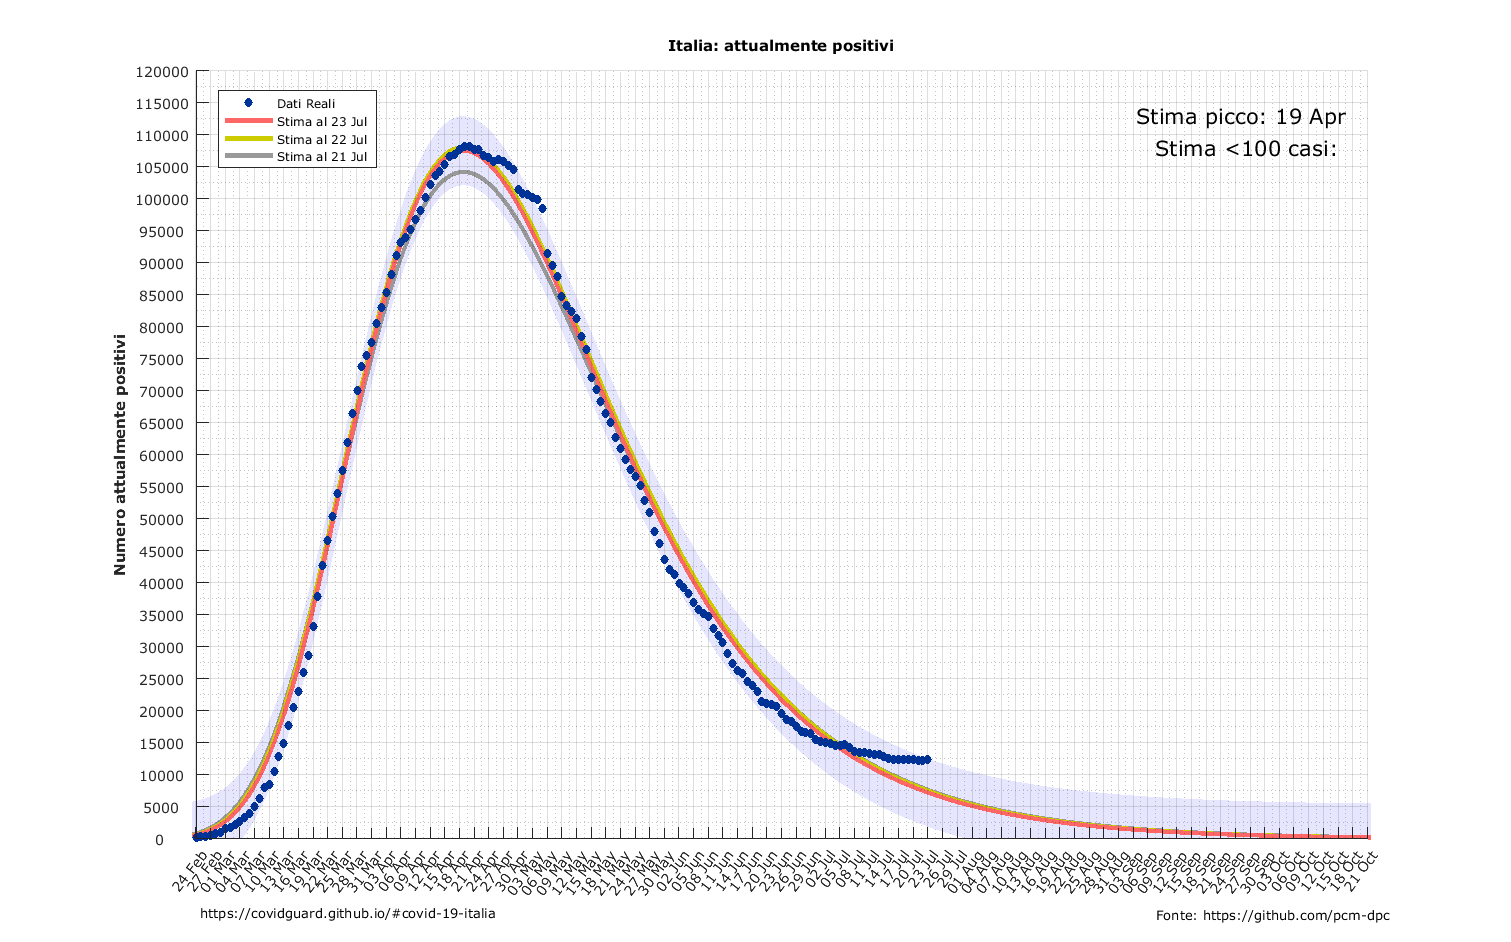 Italia: attualmente positivi
120000
115000
110000
105000
100000
95000
90000
85000
80000
75000
70000
65000
60000
55000
50000
45000
40000
35000
30000
25000
20000
15000
10000
5000
0
Numero attualmente positivi
Dati Reali
Stima al 23 Jul
Stima al 22 Jul
Stima al 21 Jul
Stima picco: 19 Apr
Stima <100 casi:
24 Feb
27 Feb
01 Mar
04 Mar
07 Mar
10 Mar
13 Mar
16 Mar
19 Mar
22 Mar
25 Mar
28 Mar
31 Mar
03 Apr
06 Apr
09 Apr
12 Apr
15 Apr
18 Apr
21 Apr
24 Apr
27 Apr
30 Apr
03 May
06 May
09 May
12 May
15 May
18 May
21 May
24 May
27 May
30 May
02 Jun
05 Jun
08 Jun
11 Jun
14 Jun
17 Jun
20 Jun
23 Jun
26 Jun
29 Jun
02 Jul
05 Jul
08 Jul
11 Jul
14 Jul
17 Jul
20 Jul
23 Jul
26 Jul
29 Jul
01 Aug
04 Aug
07 Aug
10 Aug
13 Aug
16 Aug
19 Aug
22 Aug
25 Aug
28 Aug
31 Aug
03 Sep
06 Sep
09 Sep
12 Sep
15 Sep
18 Sep
21 Sep
24 Sep
27 Sep
30 Sep
03 Oct
06 Oct
09 Oct
12 Oct
15 Oct
18 Oct
21 Oct
https://covidguard.github.io/#covid-19-italia
Fonte: https://github.com/pcm-dpc